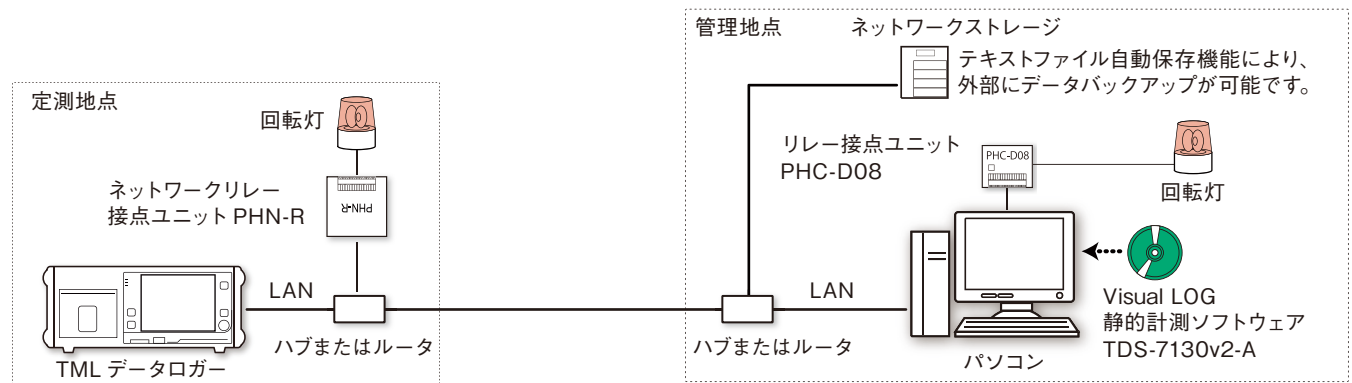 管理地点
ネットワークストレージ
テキストファイル自動保存機能により、
外部にデータバックアップが可能です。
定測地点
回転灯
ネットワークリレー
接点ユニット PHN-R
PHN-R
リレー接点ユニット
PHC-D08
PHC-D08
回転灯
LAN
LAN
ハブまたはルータ
ハブまたはルータ
TML データロガー
パソコン
Visual LOG
静的計測ソフトウェア
TDS-7130v2-A